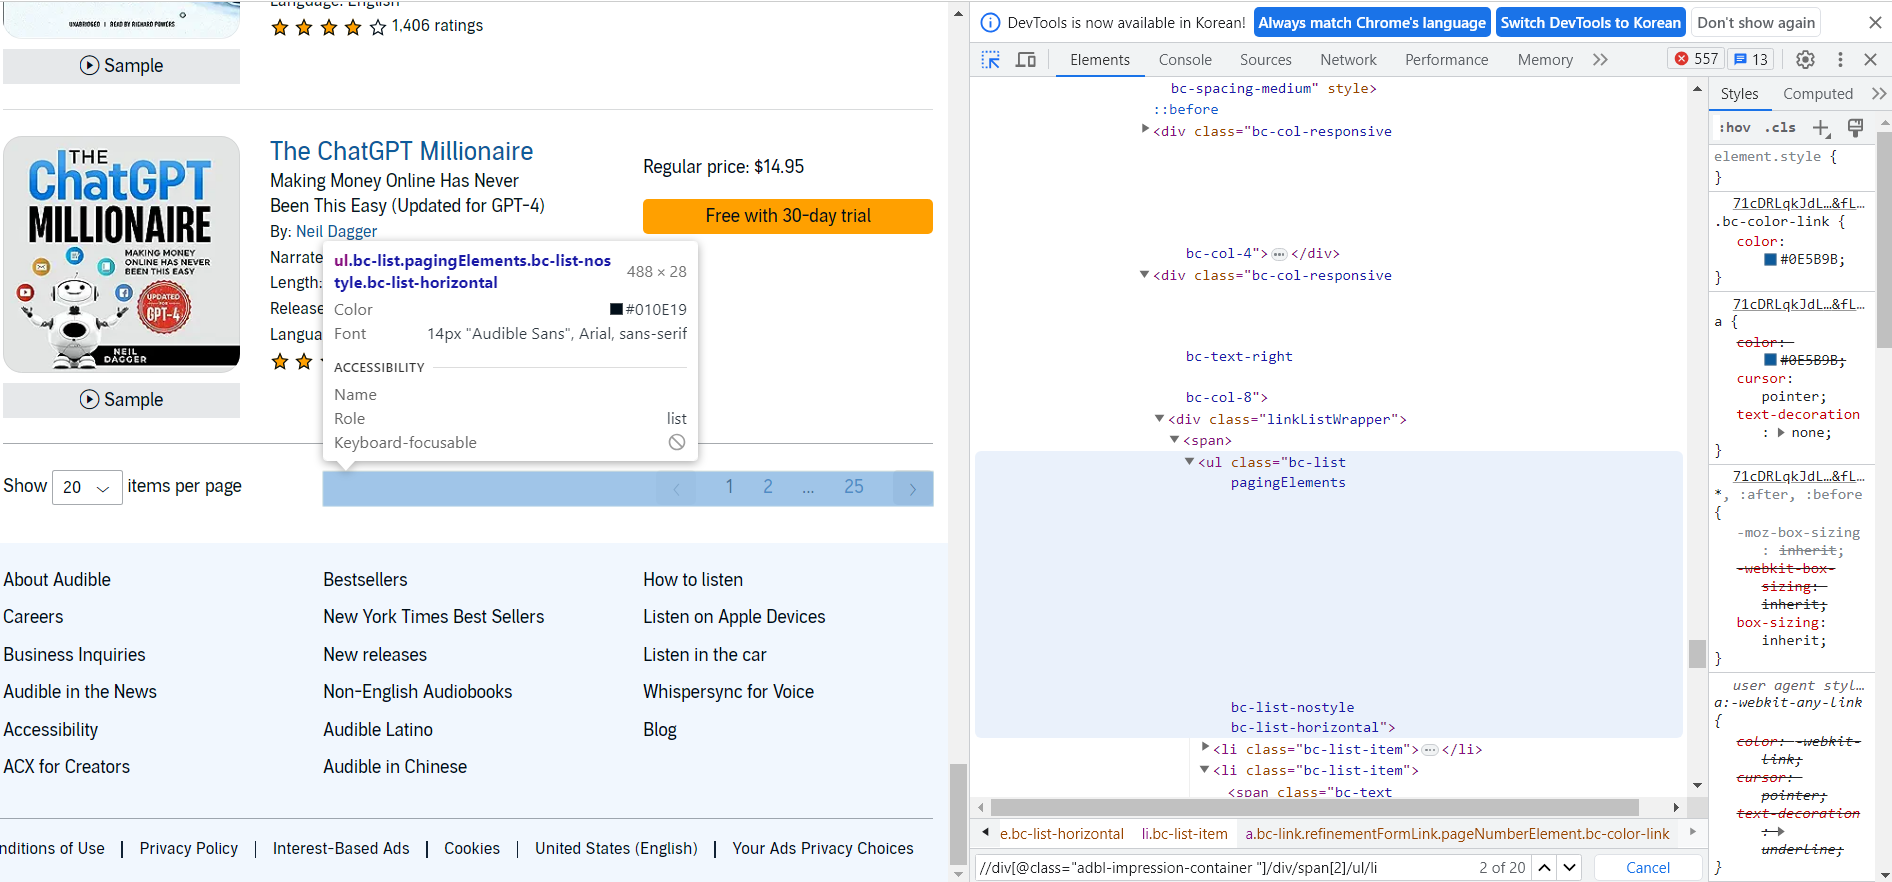 Language: English
UNABRIDGED | READ BY RICHARD POWERS
1,406 ratings
Sample
THE
ChatGPT
MILLIONAIRE
MAKING MONEY
ONLINE HAS NEVER
BEEN THIS EASY
UPDATED
FOR
GPT-4
NEIL
DAGGER
The ChatGPT Millionaire
Making Money Online Has Never
Been This Easy (Updated for GPT-4)
By: Neil Dagger
Narrate
Length:
Release
Langua
Regular price: $14.95
Free with 30-day trial
ul.bc-list.pagingElements.bc-list-nos
tyle.bc-list-horizontal
488 × 28
Color
#010E19
Font
14px "Audible Sans", Arial, sans-serif
ACCESSIBILITY
Name
Role
list
Keyboard-focusable
Sample
Show 20 items per page
1 2 ... 25
About Audible
Careers
Business Inquiries
Audible in the News
Accessibility
ACX for Creators
Bestsellers
New York Times Best Sellers
New releases
Non-English Audiobooks
Audible Latino
Audible in Chinese
How to listen
Listen on Apple Devices
Listen in the car
Whispersync for Voice
Blog
nditions of Use | Privacy Policy | Interest-Based Ads | Cookies | United States (English) | Your Ads Privacy Choices
DevTools is now available in Korean! Always match Chrome's language Switch DevTools to Korean Don't show again
Elements Console Sources Network Performance Memory 557 13
bc-spacing-medium" style>
::before
<div class="bc-col-responsive
bc-col-4">…</div>
<div class="bc-col-responsive
bc-text-right
bc-col-8">
<div class="linkListWrapper">
<span>
<ul class="bc-list
pagingElements
bc-list-nostyle
bc-list-horizontal">
<li class="bc-list-item">…</li>
<li class="bc-list-item">
<span class="bc-text
e.bc-list-horizontal li.bc-list-item a.bc-link.refinementFormLink.pageNumberElement.bc-color-link
//div[@class="adbl-impression-container "]/div/span[2]/ul/li 2 of 20 Cancel
Styles Computed
:hov .cls
element.style {
}
71cDRLqkJdL…&fL…
.bc-color-link {
color:
#0E5B9B;
}
71cDRLqkJdL…&fL…
a {
color:
#0E5B9B;
cursor:
pointer;
text-decoration
: none;
}
71cDRLqkJdL…&fL…
*, :after, :before
{
-moz-box-sizing
: inherit;
-webkit-box-
sizing:
inherit;
box-sizing:
inherit;
}
user agent styl…
a:-webkit-any-link
{
color: -webkit-
link;
cursor:
pointer;
text-decoration
:
underline;
}